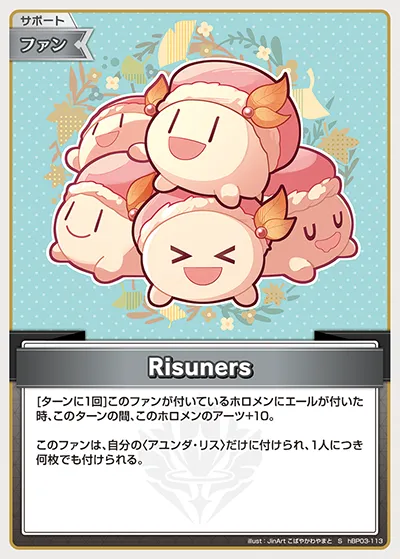 サポート
ファン
Risuners
[ターンに1回]このファンが付いているホロメンにエールが付いた
時、このターンの間、このホロメンのアーツ+10。
このファンは、自分の〈アユンダ・リス〉だけに付けられ、1人につき
何枚でも付けられる。
illust：JinArt こばやかわやまと S hBP03-113